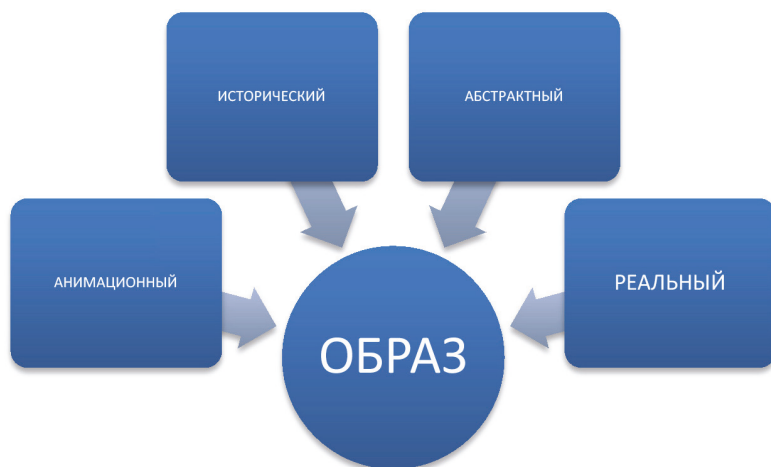 ИСТОРИЧЕСКИЙ
АБСТРАКТНЫЙ
АНИМАЦИОННЫЙ
РЕАЛЬНЫЙ
ОБРАЗ